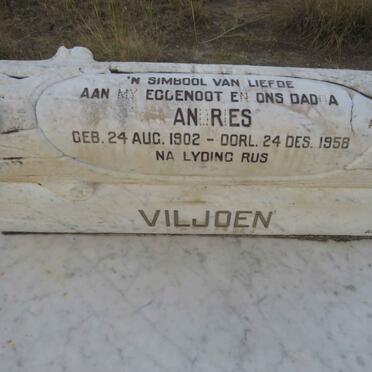 'N SIMBOOL VAN LIEFDE
AAN MY EGGENOOT EN ONS DADDA
ANDRIES
GEB. 24 AUG. 1902 - OORL. 24 DES. 1958
NA LYDING RUS
VILJOEN